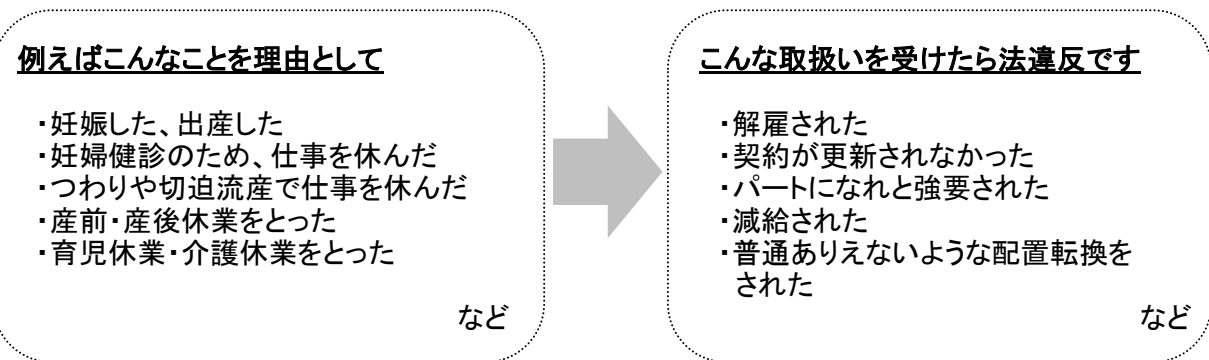 例えばこんなことを理由として
・妊娠した、出産した
・妊婦健診のため、仕事を休んだ
・つわりや切迫流産で仕事を休んだ
・産前・産後休業をとった
・育児休業・介護休業をとった
など
こんな取扱いを受けたら法違反です
・解雇された
・契約が更新されなかった
・パートになれと強要された
・減給された
・普通ありえないような配置転換を
された
など